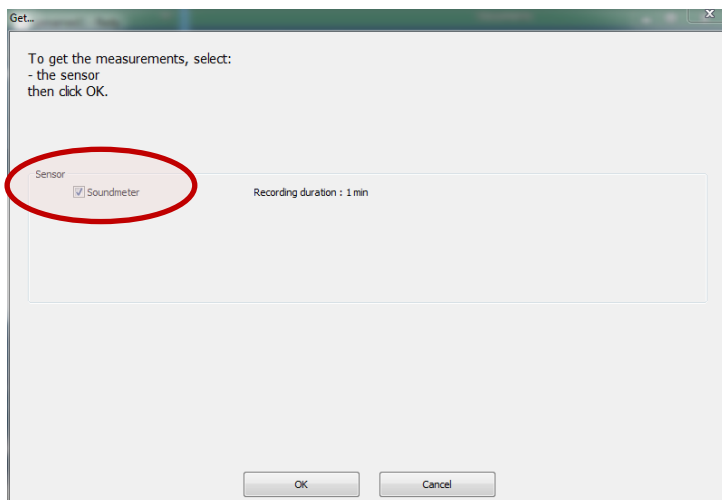 Get...
To get the measurements, select:
- the sensor
then click OK.
Sensor
Soundmeter
Recording duration : 1 min
OK
Cancel